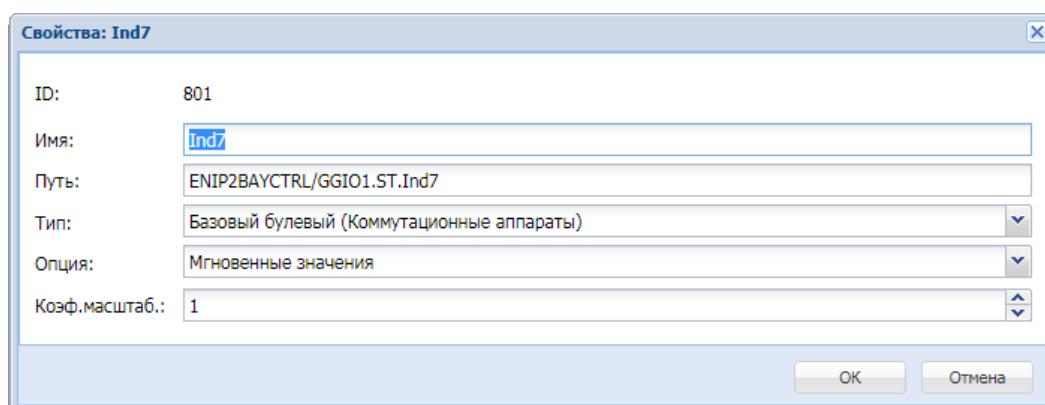 Свойства: Ind7
ID: 801
Имя: Ind7
Путь: ENIP2BAYCTRL/GGIO1.ST.Ind7
Тип: Базовый булевый (Коммутационные аппараты)
Опция: Мгновенные значения
Коэф.масштаб.: 1
OK Отмена